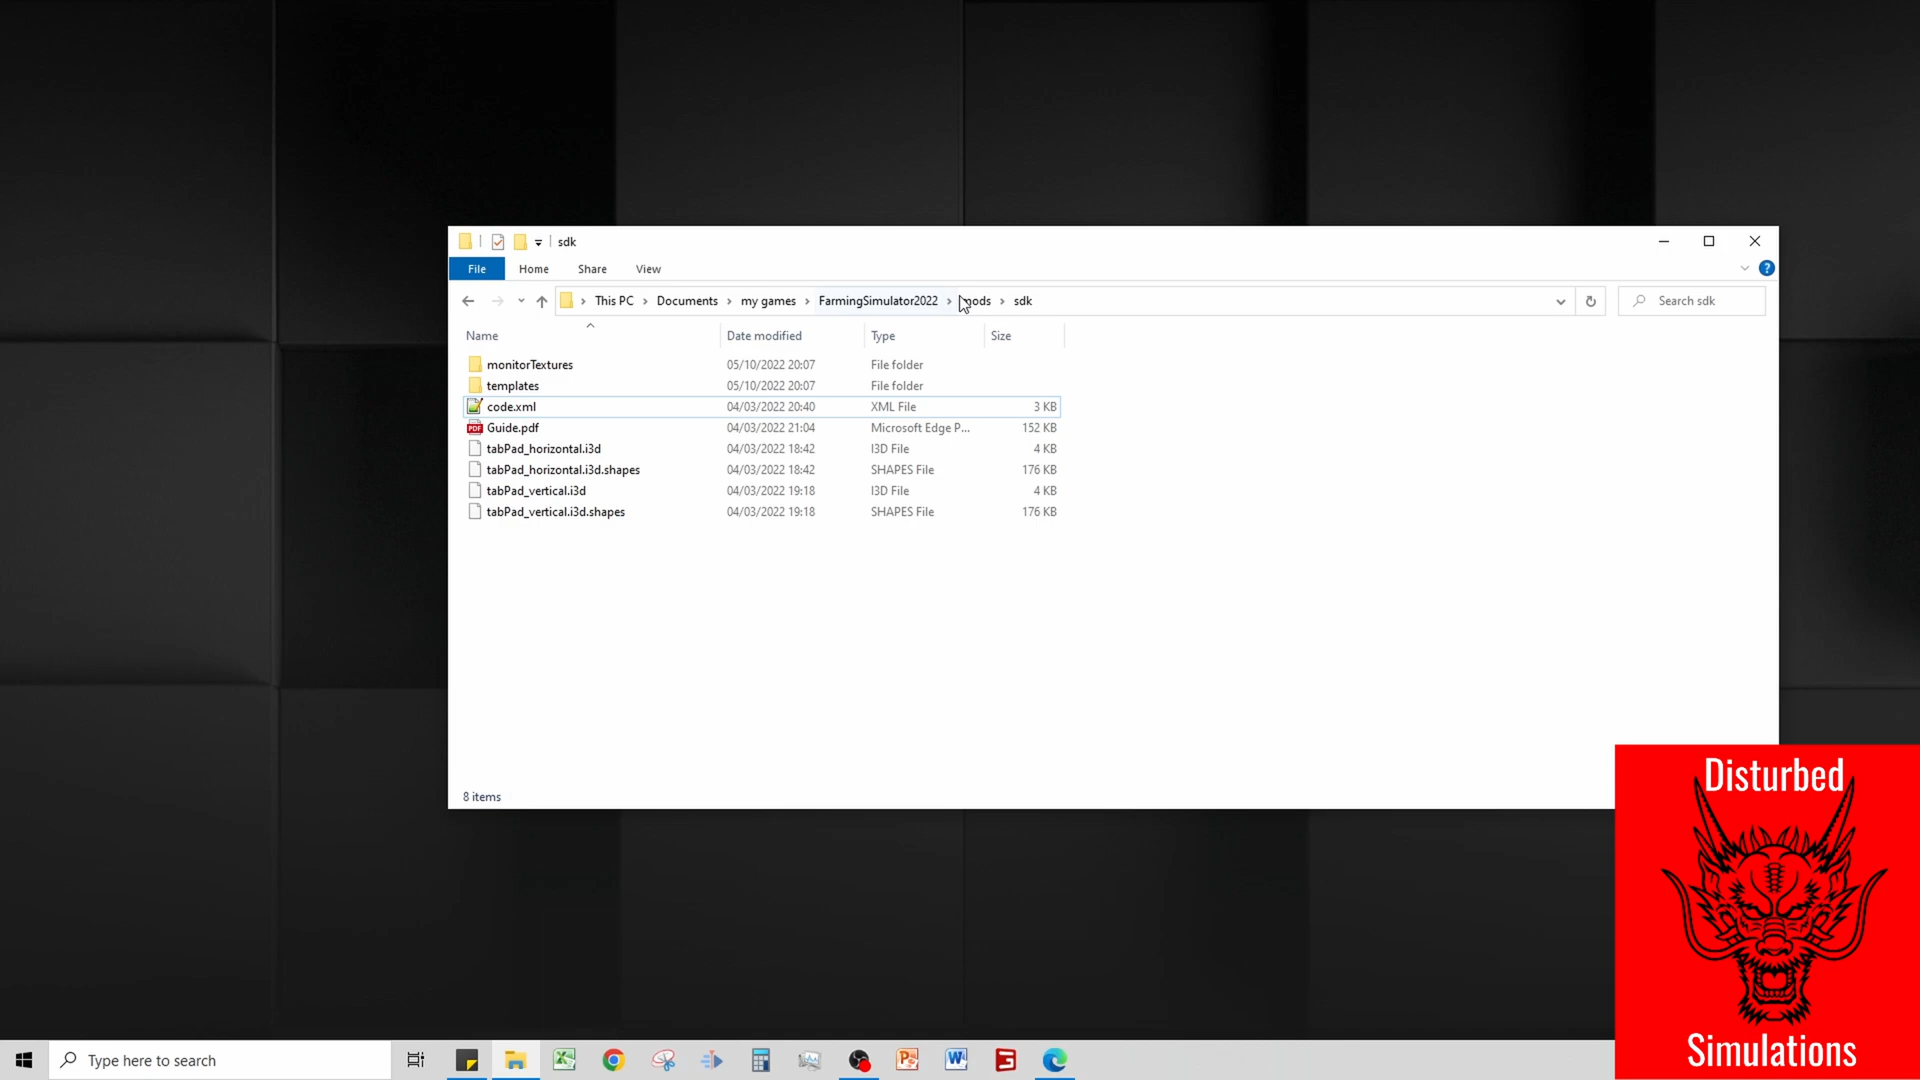 sdk
File Home Share View
This PC Documents my games FarmingSimulator2022 mods sdk Search sdk
Name Date modified Type Size
monitorTextures 05/10/2022 20:07 File folder
templates 05/10/2022 20:07 File folder
code.xml 04/03/2022 20:40 XML File 3 KB
Guide.pdf 04/03/2022 21:04 Microsoft Edge P... 152 KB
tabPad_horizontal.i3d 04/03/2022 18:42 I3D File 4 KB
tabPad_horizontal.i3d.shapes 04/03/2022 18:42 SHAPES File 176 KB
tabPad_vertical.i3d 04/03/2022 19:18 I3D File 4 KB
tabPad_vertical.i3d.shapes 04/03/2022 19:18 SHAPES File 176 KB
8 items
Disturbed
Simulations
Type here to search